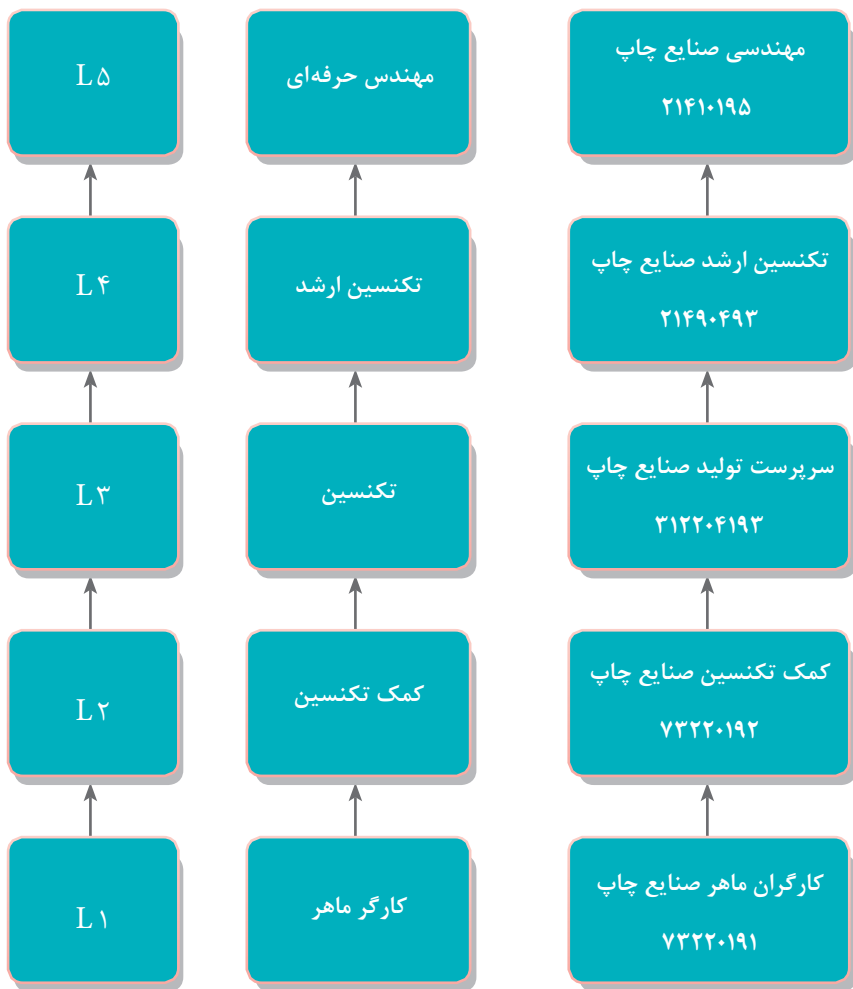 مهندسی صنایع چاپ
۲۱۴۱۰۱۹۵
مهندس حرفه‌ای
L۵
تکنسین ارشد صنایع چاپ
۲۱۴۹۰۴۹۳
تکنسین ارشد
L۴
سرپرست تولید صنایع چاپ
۳۱۲۲۰۴۱۹۳
تکنسین
L۳
کمک تکنسین صنایع چاپ
۷۳۲۲۰۱۹۲
کمک تکنسین
L۲
کارگران ماهر صنایع چاپ
۷۳۲۲۰۱۹۱
کارگر ماهر
L۱